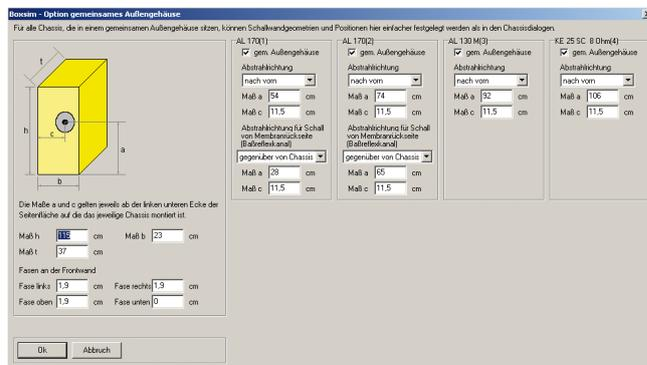 Boxsim - Option gemeinsames Außengehäuse
Für alle Chassis, die in einem gemeinsamen Außengehäuse sitzen, können Schallwandgeometrien und Positionen hier einfacher festgelegt werden als in den Chassisdialogen.
t
h
c
a
b
Die Maße a und c gelten jeweils ab der linken unteren Ecke der
Seitenfläche auf die das jeweilige Chassis montiert ist.
Maß h 115 cm Maß b 23 cm
Maß t 37 cm
Fasen an der Frontwand
Fase links 1,9 cm Fase rechts 1,9 cm
Fase oben 1,9 cm Fase unten 0 cm
Ok Abbruch
AL 170(1)
gem. Außengehäuse
Abstrahlrichtung
nach vorn
Maß a 54 cm
Maß c 11,5 cm
Abstrahlrichtung für Schall
von Membranrückseite
(Baßreflexkanal)
gegenüber von Chassis
Maß a 28 cm
Maß c 11,5 cm
AL 170(2)
gem. Außengehäuse
Abstrahlrichtung
nach vorn
Maß a 74 cm
Maß c 11,5 cm
Abstrahlrichtung für Schall
von Membranrückseite
(Baßreflexkanal)
gegenüber von Chassis
Maß a 65 cm
Maß c 11,5 cm
AL 130 M(3)
gem. Außengehäuse
Abstrahlrichtung
nach vorn
Maß a 92 cm
Maß c 11,5 cm
KE 25 SC 8 Ohm(4)
gem. Außengehäuse
Abstrahlrichtung
nach vorn
Maß a 106 cm
Maß c 11,5 cm